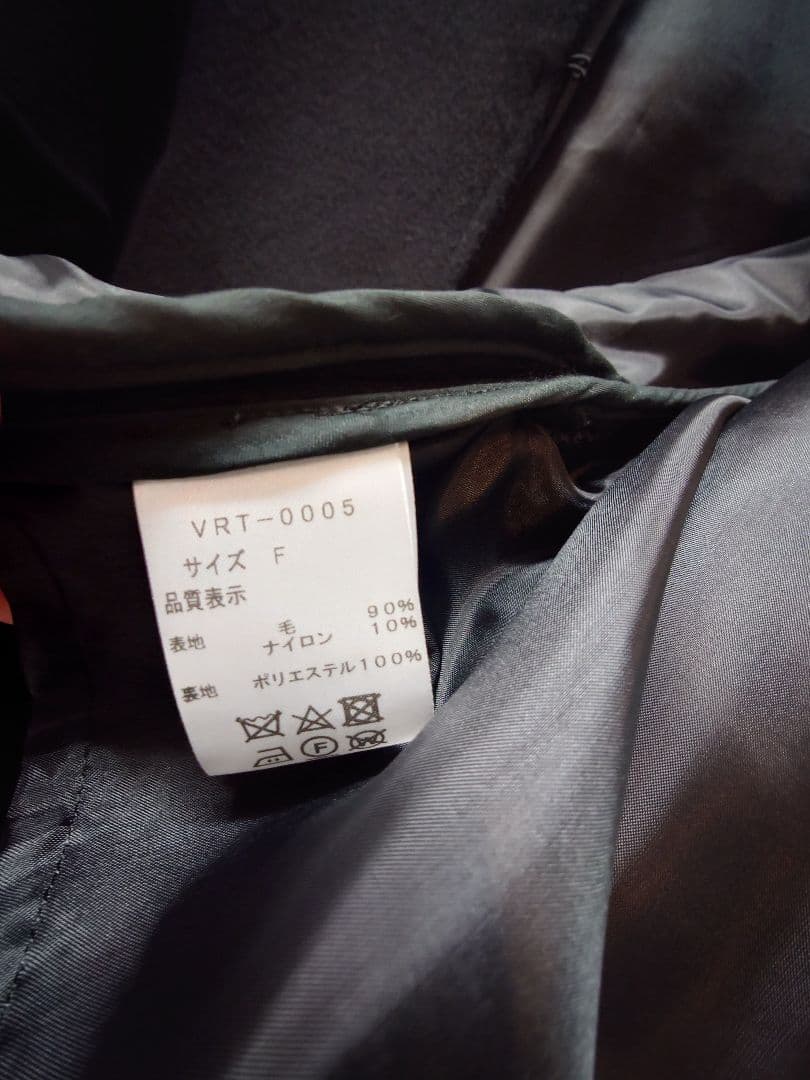 VRT-0005
サイズ F
品質表示
表地 毛 90%
ナイロン 10%
裏地 ポリエステル100%
F
W